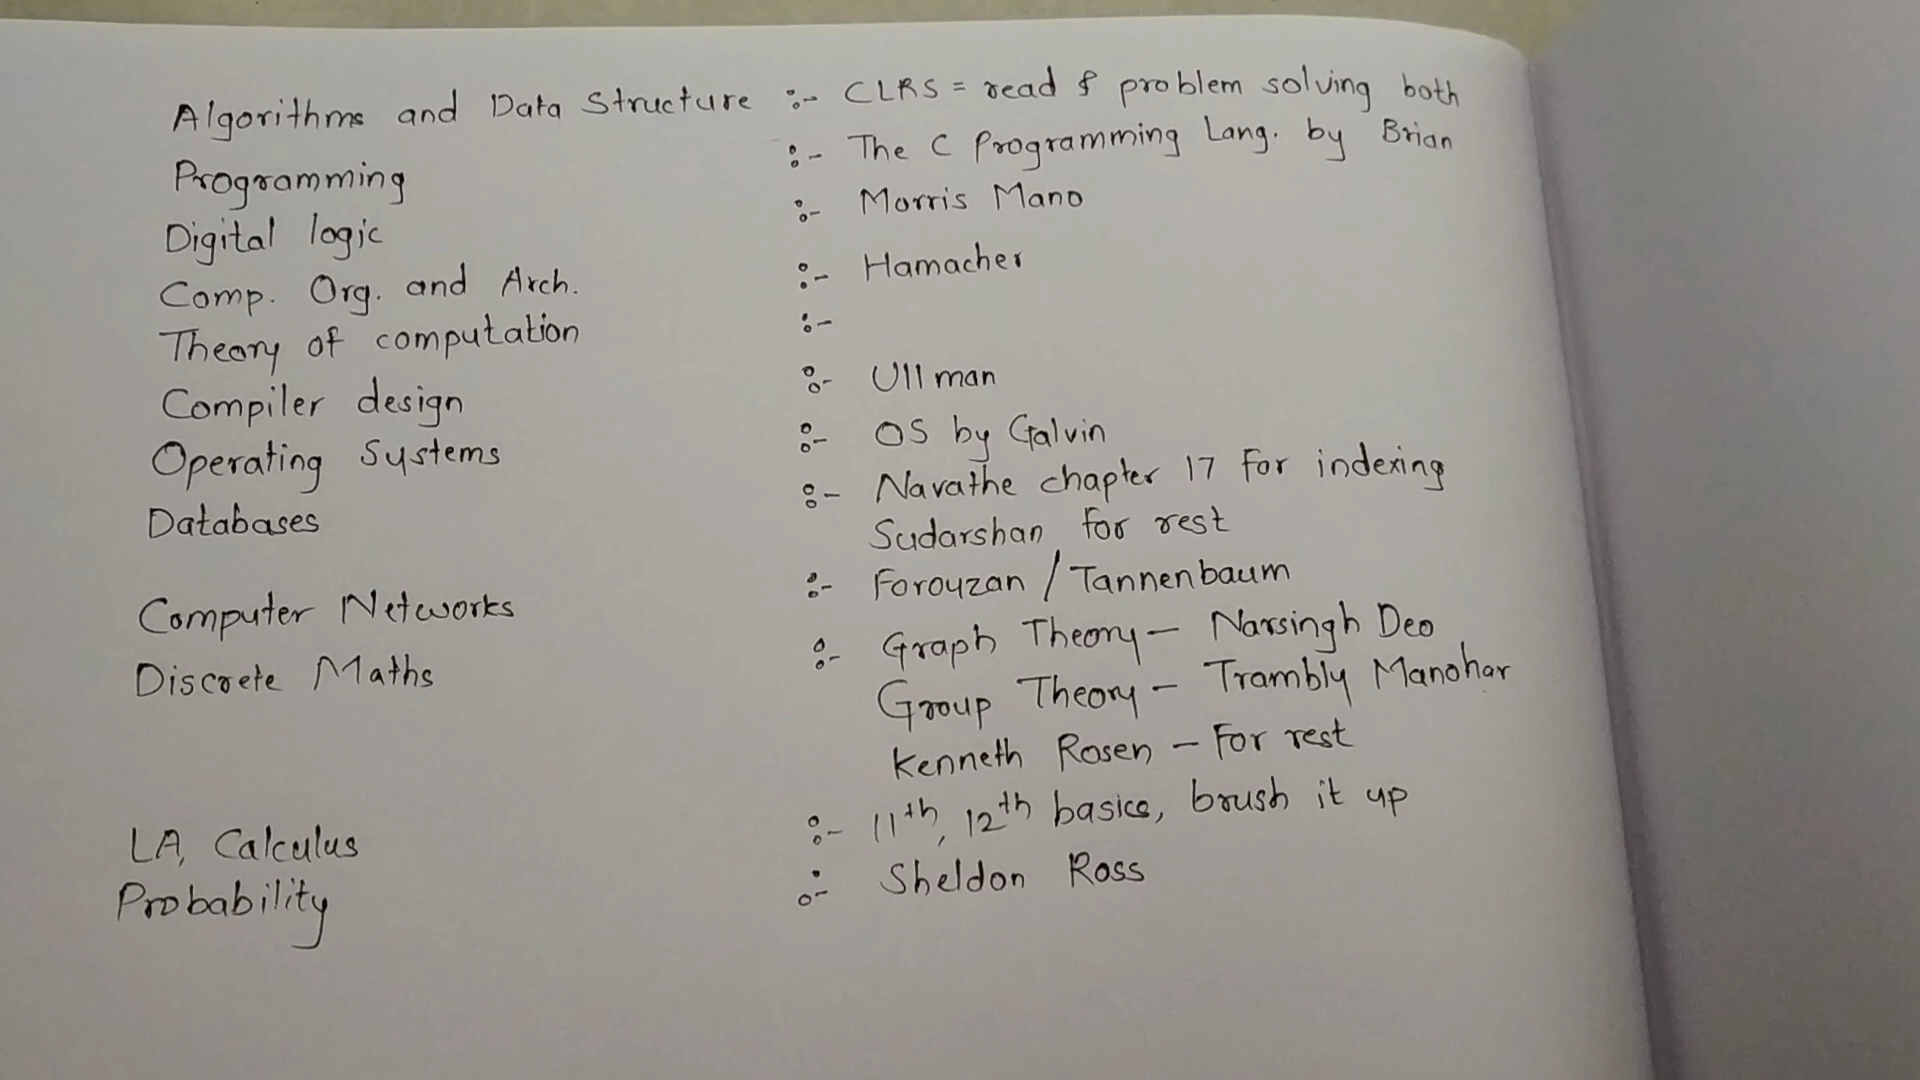 Algorithms and Data Structure :- CLRS = read & problem solving both
Programming :- The C Programming Lang. by Brian
Digital logic :- Morris Mano
Comp. Org. and Arch. :- Hamacher
Theory of computation :-
Compiler design :- Ullman
Operating Systems :- OS by Galvin
Databases :- Navathe chapter 17 for indexing
Sudarshan for rest
Computer Networks :- Forouzan / Tannenbaum
Discrete Maths :- Graph Theory - Narsingh Deo
Group Theory - Trambly Manohar
Kenneth Rosen - For rest
LA, Calculus :- 11th, 12th basics, brush it up
Probability :- Sheldon Ross